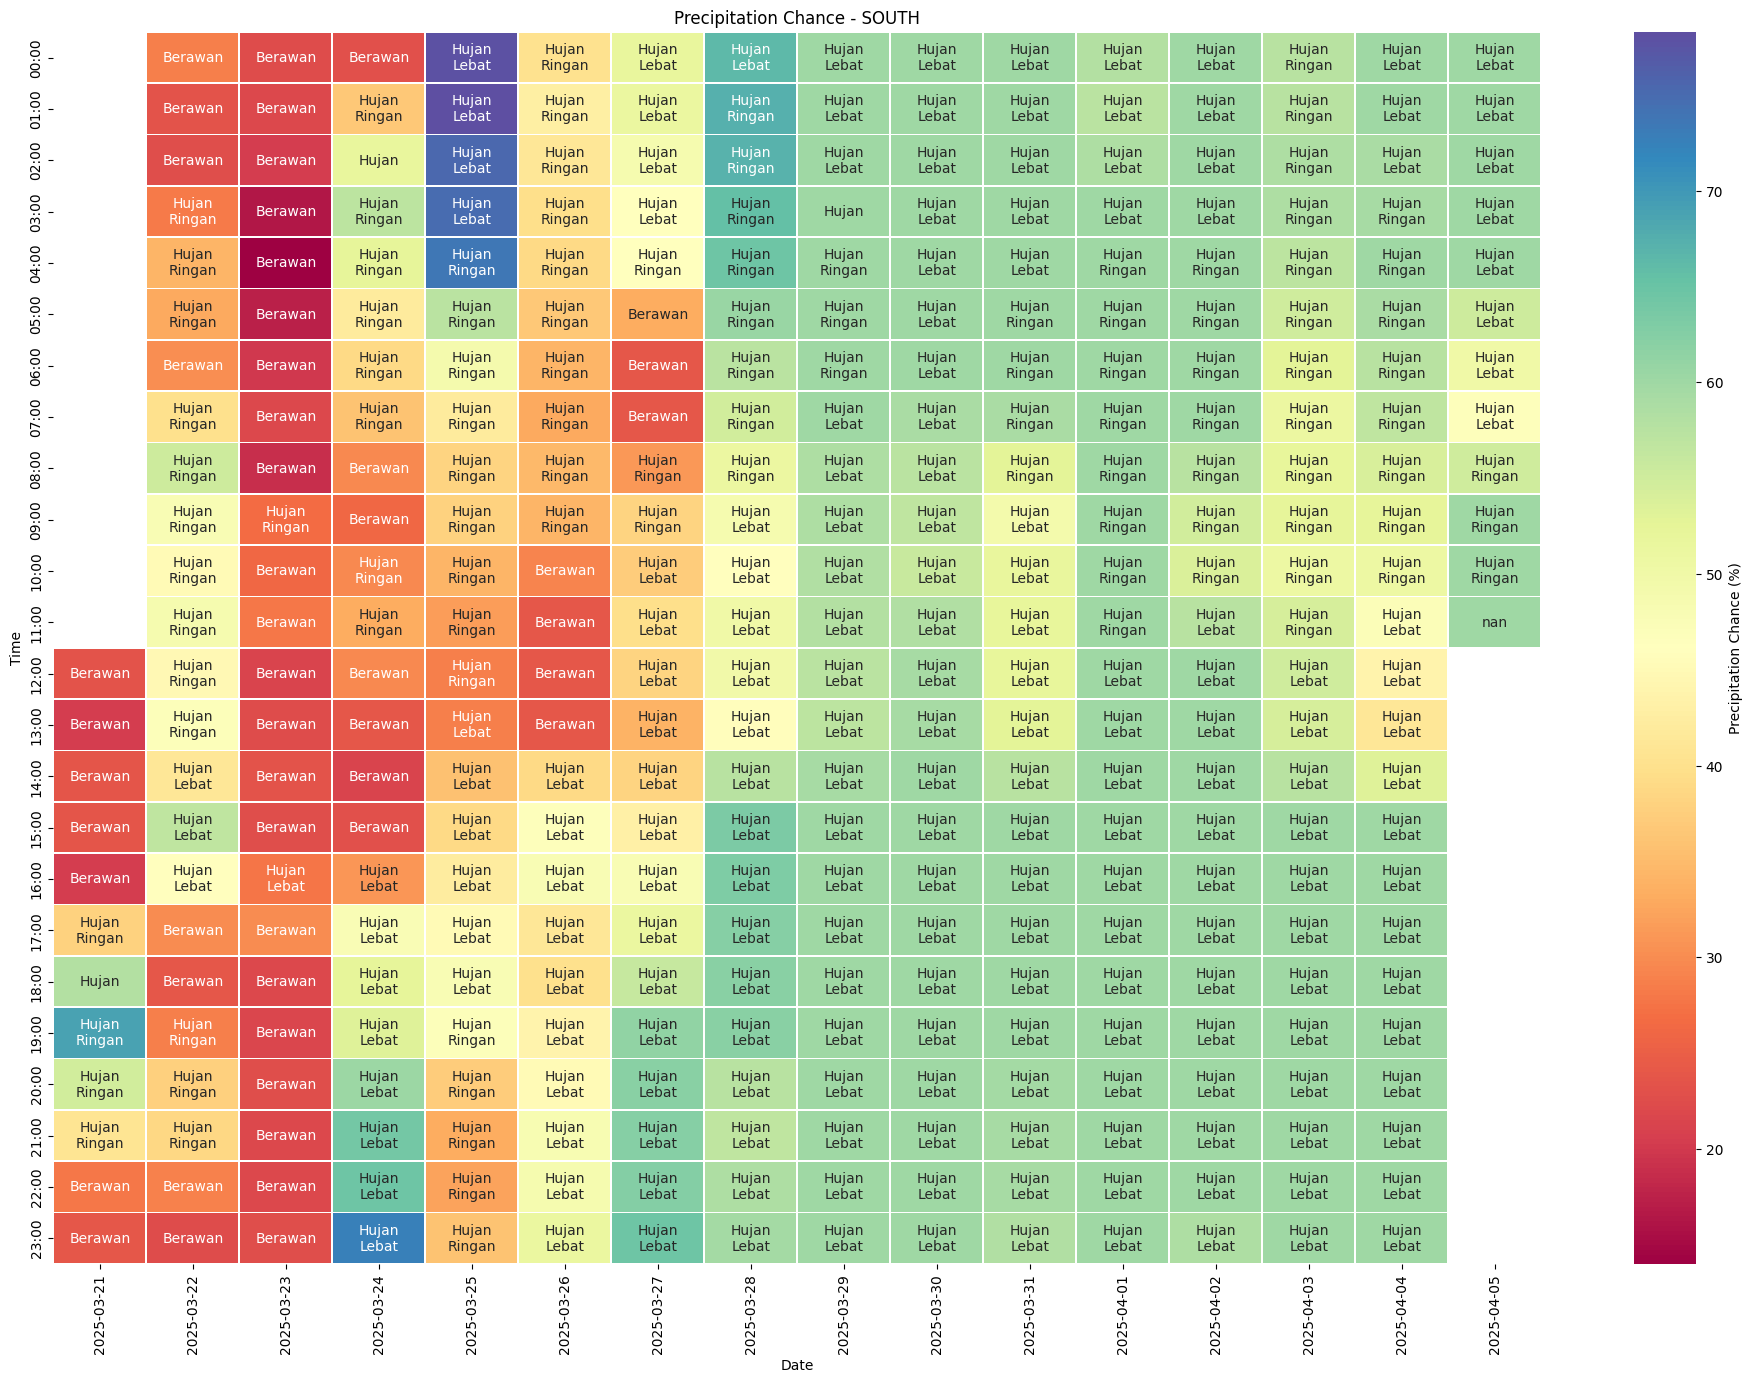 Precipitation Chance - SOUTH
Time
00:00 Berawan Berawan Berawan Hujan Lebat Hujan Ringan Hujan Lebat Hujan Lebat Hujan Lebat Hujan Lebat Hujan Lebat Hujan Lebat Hujan Lebat Hujan Ringan Hujan Lebat Hujan Lebat
01:00 Berawan Berawan Hujan Ringan Hujan Lebat Hujan Ringan Hujan Lebat Hujan Ringan Hujan Lebat Hujan Lebat Hujan Lebat Hujan Lebat Hujan Lebat Hujan Ringan Hujan Lebat Hujan Lebat
02:00 Berawan Berawan Hujan Hujan Lebat Hujan Ringan Hujan Lebat Hujan Ringan Hujan Lebat Hujan Lebat Hujan Lebat Hujan Lebat Hujan Lebat Hujan Ringan Hujan Lebat Hujan Lebat
03:00 Hujan Ringan Berawan Hujan Ringan Hujan Lebat Hujan Ringan Hujan Lebat Hujan Ringan Hujan Hujan Lebat Hujan Lebat Hujan Lebat Hujan Lebat Hujan Ringan Hujan Ringan Hujan Lebat
04:00 Hujan Ringan Berawan Hujan Ringan Hujan Ringan Hujan Ringan Hujan Ringan Hujan Ringan Hujan Ringan Hujan Lebat Hujan Lebat Hujan Ringan Hujan Ringan Hujan Ringan Hujan Ringan Hujan Lebat
05:00 Hujan Ringan Berawan Hujan Ringan Hujan Ringan Hujan Ringan Berawan Hujan Ringan Hujan Ringan Hujan Lebat Hujan Ringan Hujan Ringan Hujan Ringan Hujan Ringan Hujan Ringan Hujan Lebat
06:00 Berawan Berawan Hujan Ringan Hujan Ringan Hujan Ringan Berawan Hujan Ringan Hujan Ringan Hujan Lebat Hujan Ringan Hujan Ringan Hujan Ringan Hujan Ringan Hujan Ringan Hujan Lebat
07:00 Hujan Ringan Berawan Hujan Ringan Hujan Ringan Hujan Ringan Berawan Hujan Ringan Hujan Lebat Hujan Lebat Hujan Ringan Hujan Ringan Hujan Ringan Hujan Ringan Hujan Ringan Hujan Lebat
08:00 Hujan Ringan Berawan Berawan Hujan Ringan Hujan Ringan Hujan Ringan Hujan Ringan Hujan Lebat Hujan Lebat Hujan Ringan Hujan Ringan Hujan Ringan Hujan Ringan Hujan Ringan Hujan Ringan
09:00 Hujan Ringan Hujan Ringan Berawan Hujan Ringan Hujan Ringan Hujan Ringan Hujan Lebat Hujan Lebat Hujan Lebat Hujan Lebat Hujan Ringan Hujan Ringan Hujan Ringan Hujan Ringan Hujan Ringan
10:00 Hujan Ringan Berawan Hujan Ringan Hujan Ringan Berawan Hujan Lebat Hujan Lebat Hujan Lebat Hujan Lebat Hujan Lebat Hujan Ringan Hujan Ringan Hujan Ringan Hujan Ringan Hujan Ringan
11:00 Hujan Ringan Berawan Hujan Ringan Hujan Ringan Berawan Hujan Lebat Hujan Lebat Hujan Lebat Hujan Lebat Hujan Lebat Hujan Ringan Hujan Lebat Hujan Ringan Hujan Lebat nan
12:00 Berawan Hujan Ringan Berawan Berawan Hujan Ringan Berawan Hujan Lebat Hujan Lebat Hujan Lebat Hujan Lebat Hujan Lebat Hujan Lebat Hujan Lebat Hujan Lebat Hujan Lebat
13:00 Berawan Hujan Ringan Berawan Berawan Hujan Lebat Berawan Hujan Lebat Hujan Lebat Hujan Lebat Hujan Lebat Hujan Lebat Hujan Lebat Hujan Lebat Hujan Lebat Hujan Lebat
14:00 Berawan Hujan Lebat Berawan Berawan Hujan Lebat Hujan Lebat Hujan Lebat Hujan Lebat Hujan Lebat Hujan Lebat Hujan Lebat Hujan Lebat Hujan Lebat Hujan Lebat Hujan Lebat
15:00 Berawan Hujan Lebat Berawan Berawan Hujan Lebat Hujan Lebat Hujan Lebat Hujan Lebat Hujan Lebat Hujan Lebat Hujan Lebat Hujan Lebat Hujan Lebat Hujan Lebat Hujan Lebat
16:00 Berawan Hujan Lebat Hujan Lebat Hujan Lebat Hujan Lebat Hujan Lebat Hujan Lebat Hujan Lebat Hujan Lebat Hujan Lebat Hujan Lebat Hujan Lebat Hujan Lebat Hujan Lebat Hujan Lebat
17:00 Hujan Ringan Berawan Berawan Hujan Lebat Hujan Lebat Hujan Lebat Hujan Lebat Hujan Lebat Hujan Lebat Hujan Lebat Hujan Lebat Hujan Lebat Hujan Lebat Hujan Lebat Hujan Lebat
18:00 Hujan Berawan Berawan Hujan Lebat Hujan Lebat Hujan Lebat Hujan Lebat Hujan Lebat Hujan Lebat Hujan Lebat Hujan Lebat Hujan Lebat Hujan Lebat Hujan Lebat Hujan Lebat
19:00 Hujan Ringan Hujan Ringan Berawan Hujan Lebat Hujan Ringan Hujan Lebat Hujan Lebat Hujan Lebat Hujan Lebat Hujan Lebat Hujan Lebat Hujan Lebat Hujan Lebat Hujan Lebat Hujan Lebat
20:00 Hujan Ringan Hujan Ringan Berawan Hujan Lebat Hujan Ringan Hujan Lebat Hujan Lebat Hujan Lebat Hujan Lebat Hujan Lebat Hujan Lebat Hujan Lebat Hujan Lebat Hujan Lebat Hujan Lebat
21:00 Hujan Ringan Hujan Ringan Berawan Hujan Lebat Hujan Ringan Hujan Lebat Hujan Lebat Hujan Lebat Hujan Lebat Hujan Lebat Hujan Lebat Hujan Lebat Hujan Lebat Hujan Lebat Hujan Lebat
22:00 Berawan Berawan Berawan Hujan Lebat Hujan Ringan Hujan Lebat Hujan Lebat Hujan Lebat Hujan Lebat Hujan Lebat Hujan Lebat Hujan Lebat Hujan Lebat Hujan Lebat Hujan Lebat
23:00 Berawan Berawan Berawan Hujan Lebat Hujan Ringan Hujan Lebat Hujan Lebat Hujan Lebat Hujan Lebat Hujan Lebat Hujan Lebat Hujan Lebat Hujan Lebat Hujan Lebat Hujan Lebat
2025-03-21 2025-03-22 2025-03-23 2025-03-24 2025-03-25 2025-03-26 2025-03-27 2025-03-28 2025-03-29 2025-03-30 2025-03-31 2025-04-01 2025-04-02 2025-04-03 2025-04-04 2025-04-05
Date
70
60
50
40
30
20
Precipitation Chance (%)